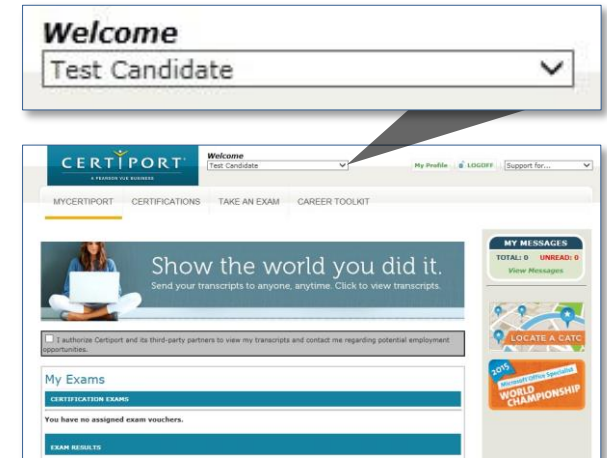 Welcome
Test Candidate
CERTIPORT
A PEARSON VUE BUSINESS
Welcome
Test Candidate
My Profile
LOGOFF
Support for...
MYCERTIPORT
CERTIFICATIONS
TAKE AN EXAM
CAREER TOOLKIT
Show the world you did it.
Send your transcripts to anyone, anytime. Click to view transcripts.
I authorize Certiport and its third-party partners to view my transcripts and contact me regarding potential employment
opportunities.
My Exams
CERTIFICATION EXAMS
You have no assigned exam vouchers.
EXAM RESULTS
MY MESSAGES
TOTAL: 0 UNREAD: 0
View Messages
LOCATE A CATC
2015
Microsoft Office Specialist
WORLD
CHAMPIONSHIP